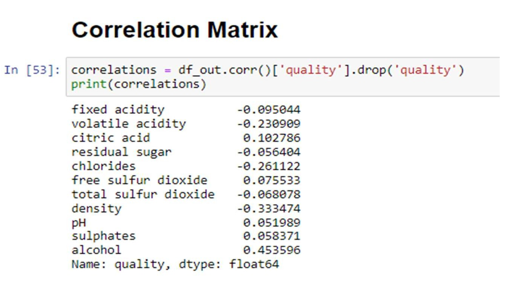 Correlation Matrix
In [53]: correlations = df_out.corr()['quality'].drop('quality')
print(correlations)
fixed acidity -0.095044
volatile acidity -0.230909
citric acid 0.102786
residual sugar -0.056404
chlorides -0.261122
free sulfur dioxide 0.075533
total sulfur dioxide -0.068078
density -0.333474
pH 0.051989
sulphates 0.058371
alcohol 0.453596
Name: quality, dtype: float64